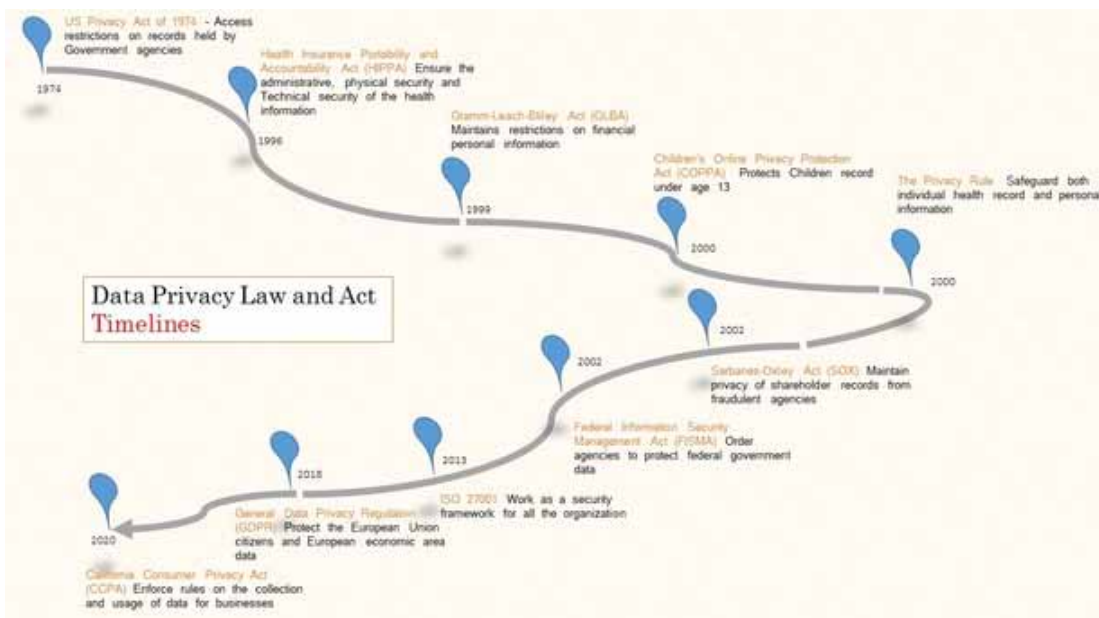 US Privacy Act of 1974 - Access
restrictions on records held by
Government agencies
1974
Health Insurance Portability and
Accountability Act (HIPPA) Ensure the
administrative, physical security and
Technical security of the health
information
1996
Gramm-Leach-Bliley Act (GLBA)
Maintains restrictions on financial
personal information
1999
Children's Online Privacy Protection
Act (COPPA) Protects Children record
under age 13
2000
The Privacy Rule Safeguard both
individual health record and persona
information
2000
Data Privacy Law and Act
Timelines
2002
Sarbanes-Oxley Act (SOX) Maintain
privacy of shareholder records from
fraudulent agencies
2002
Federal Information Security
Management Act (FISMA) Order
agencies to protect federal government
data
2013
ISO 27001 Work as a security
framework for all the organization
2018
General Data Privacy Regulation
(GDPR) Protect the European Union
citizens and European economic area
data
2020
California Consumer Privacy Act
(CCPA) Enforce rules on the collection
and usage of data for businesses